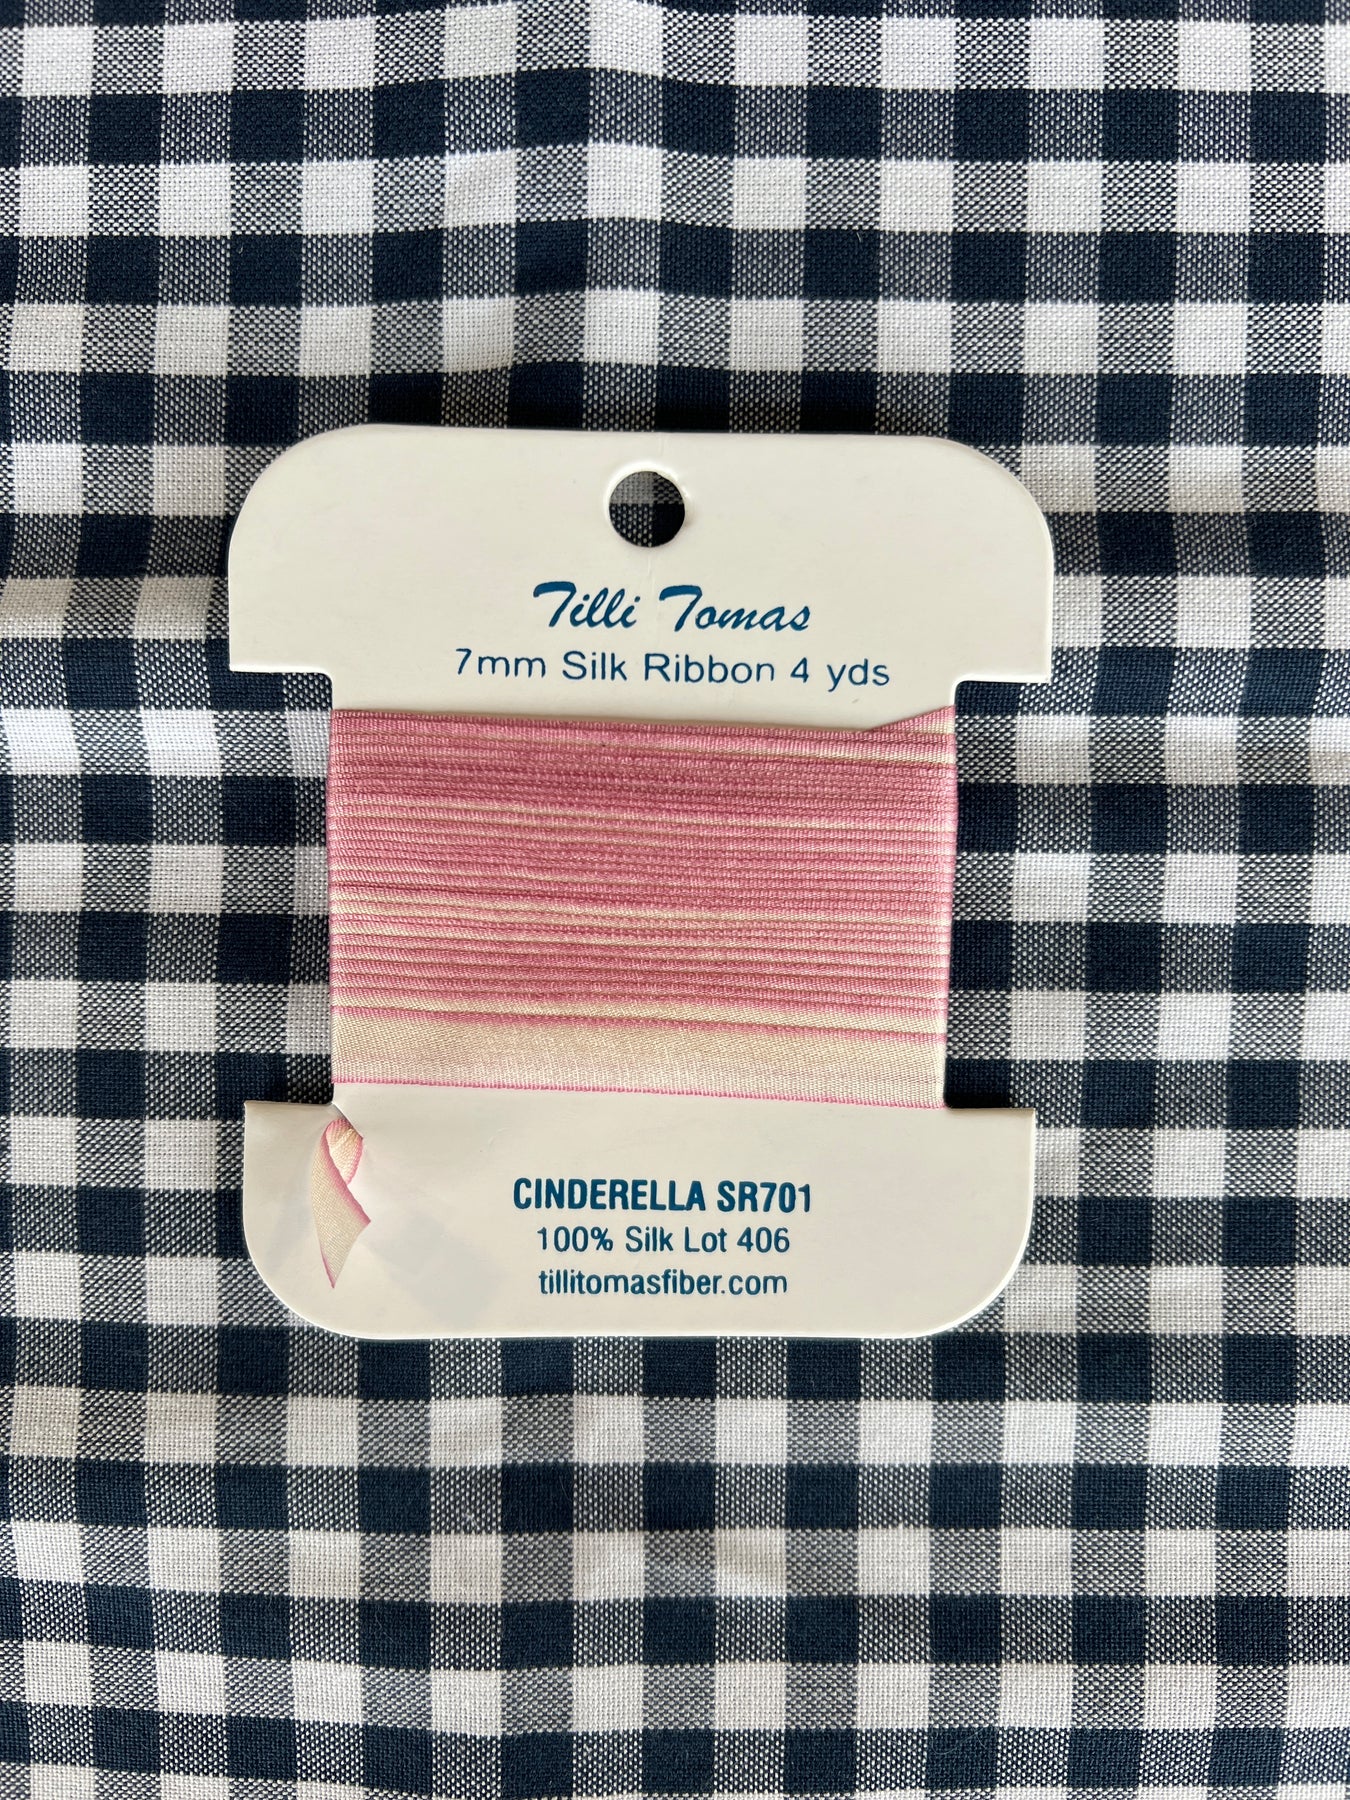 Tilli Tomas
7mm Silk Ribbon 4 yds
CINDERELLA SR701
100% Silk Lot 406
tillitomasfiber.com